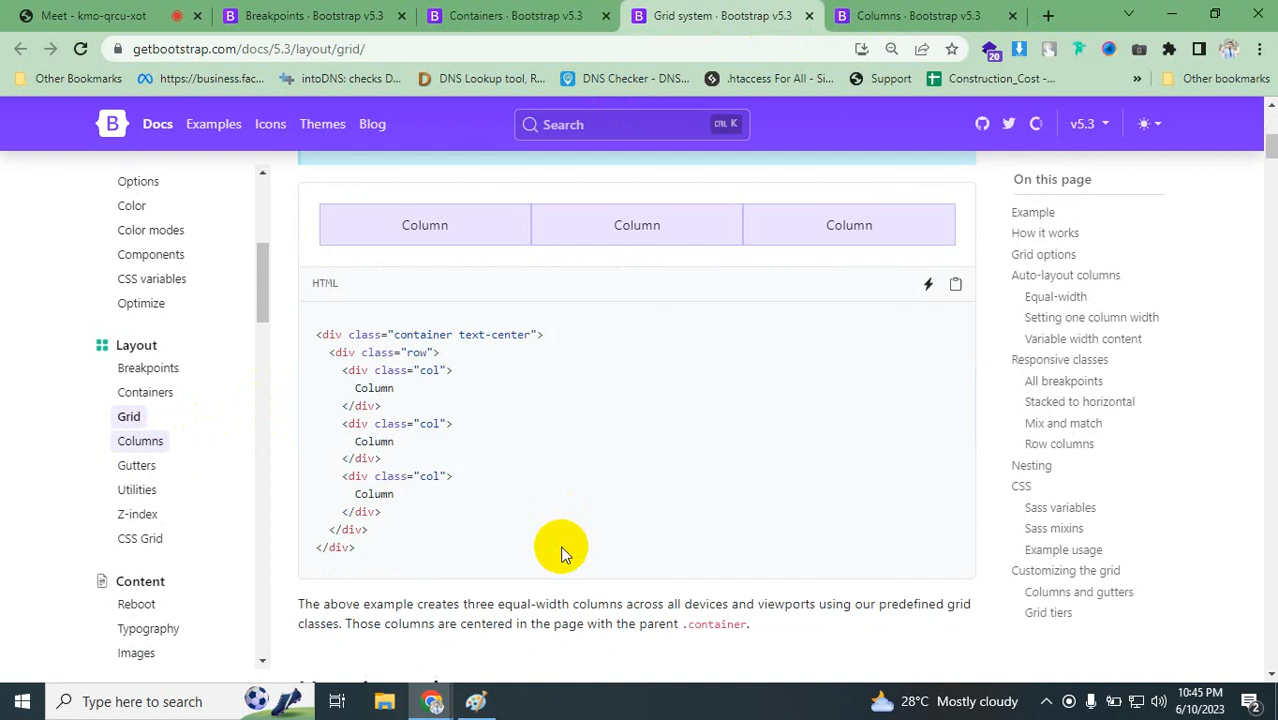 Meet - kmo-qrcu-xot
Breakpoints · Bootstrap v5.3
Containers · Bootstrap v5.3
Grid system · Bootstrap v5.3
Columns · Bootstrap v5.3
getbootstrap.com/docs/5.3/layout/grid/
20
Other Bookmarks
https://business.fac...
intoDNS: checks D...
DNS Lookup tool, R...
DNS Checker - DNS...
.htaccess For All - Si...
Support
Construction_Cost -...
»
Other bookmarks
B
Docs
Examples
Icons
Themes
Blog
Search
CTRL K
v5.3
Options
Color
Color modes
Components
CSS variables
Optimize
Layout
Breakpoints
Containers
Grid
Columns
Gutters
Utilities
Z-index
CSS Grid
Content
Reboot
Typography
Images
Column
Column
Column
HTML
<div class="container text-center">
<div class="row">
<div class="col">
Column
</div>
<div class="col">
Column
</div>
<div class="col">
Column
</div>
</div>
</div>
The above example creates three equal-width columns across all devices and viewports using our predefined grid
classes. Those columns are centered in the page with the parent .container.
On this page
Example
How it works
Grid options
Auto-layout columns
Equal-width
Setting one column width
Variable width content
Responsive classes
All breakpoints
Stacked to horizontal
Mix and match
Row columns
Nesting
CSS
Sass variables
Sass mixins
Example usage
Customizing the grid
Columns and gutters
Grid tiers
Type here to search
28°C Mostly cloudy
10:45 PM
6/10/2023
2